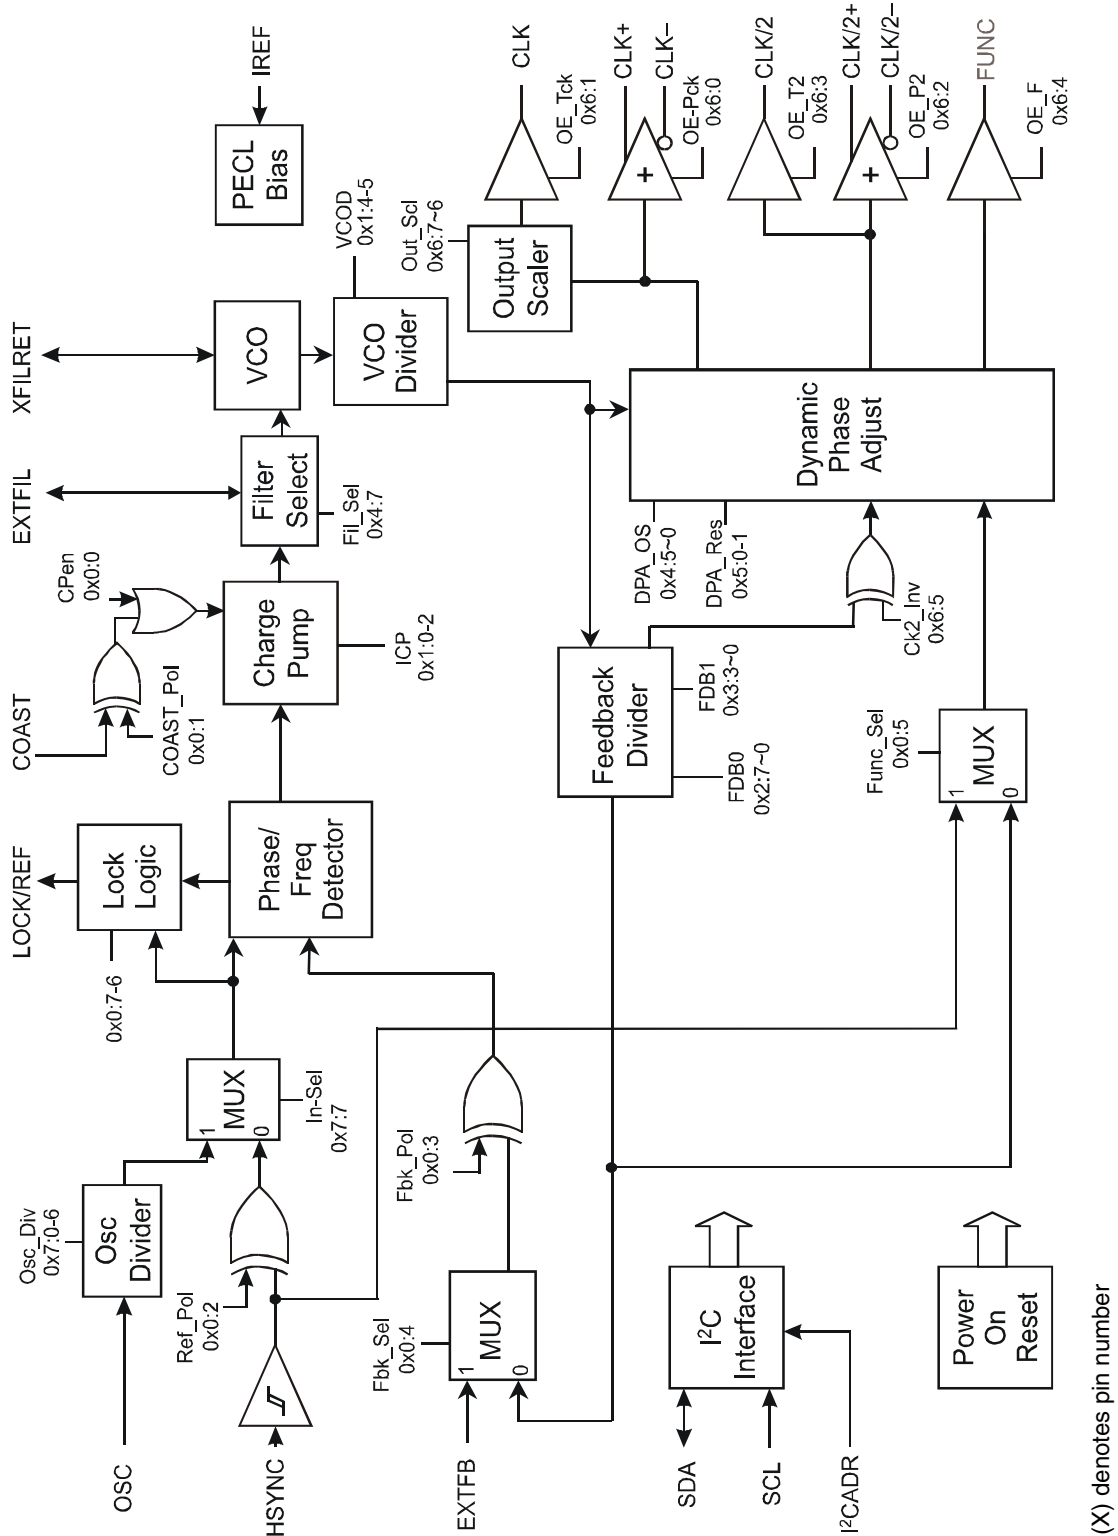 OSC
Osc_Div
0x7:0-6
Osc
Divider
HSYNC
Ref_Pol
0x0:2
1
0
MUX
In-Sel
0x7:7
0x0:7-6
LOCK/REF
Lock
Logic
Phase/
Freq
Detector
COAST
COAST_Pol
0x0:1
CPen
0x0:0
Charge
Pump
ICP
0x1:0-2
EXTFIL
Filter
Select
Fil_Sel
0x4:7
XFILRET
VCO
VCO
Divider
VCOD
0x1:4-5
PECL
Bias
IREF
EXTFB
Fbk_Sel
0x0:4
1
0
MUX
Fbk_Pol
0x0:3
Feedback
Divider
FDB0
0x2:7~0
FDB1
0x3:3~0
DPA_OS
0x4:5~0
DPA_Res
0x5:0-1
Dynamic
Phase
Adjust
Ck2_Inv
0x6:5
Func_Sel
0x0:5
1
0
MUX
Out_Scl
0x6:7~6
Output
Scaler
CLK
OE_Tck
0x6:1
CLK+
CLK–
+
OE-Pck
0x6:0
CLK/2
OE_T2
0x6:3
CLK/2+
CLK/2–
+
OE_P2
0x6:2
FUNC
OE_F
0x6:4
SDA
SCL
I²CADR
I²C
Interface
Power
On
Reset
(X) denotes pin number